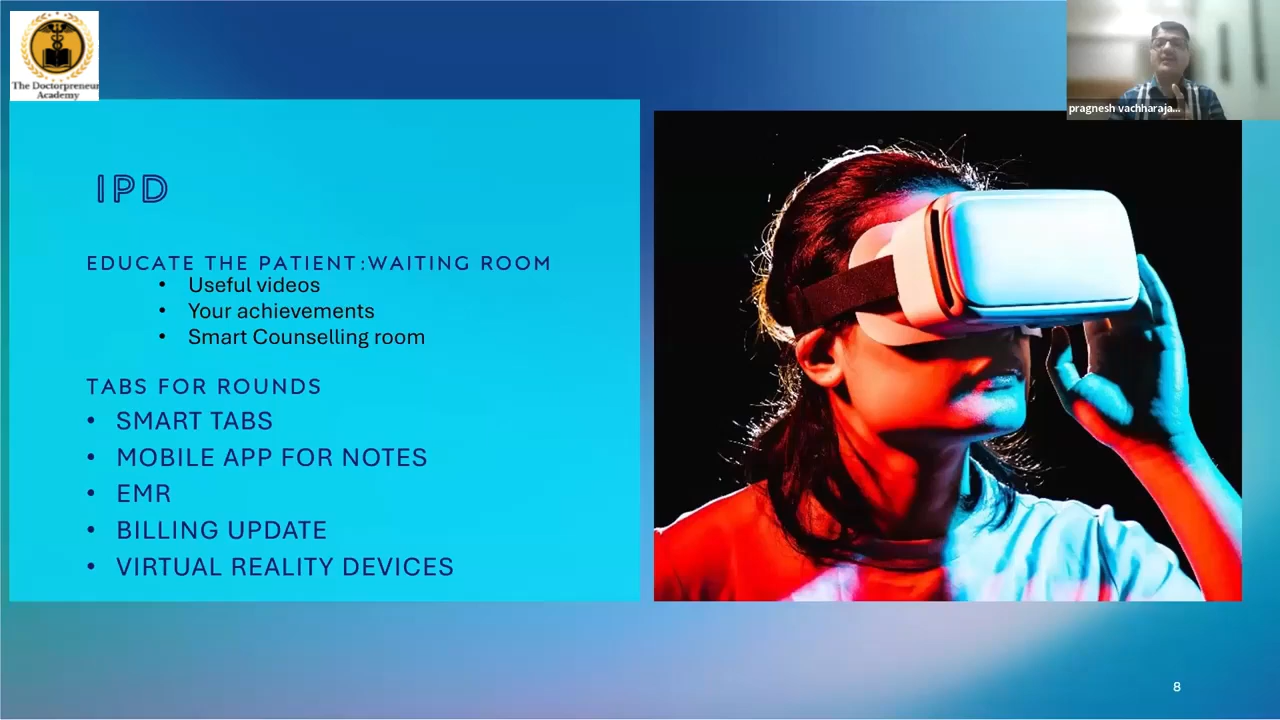 The Doctorpreneur
Academy
pragnesh vachharaja...
IPD
EDUCATE THE PATIENT:WAITING ROOM
• Useful videos
• Your achievements
• Smart Counselling room
TABS FOR ROUNDS
• SMART TABS
• MOBILE APP FOR NOTES
• EMR
• BILLING UPDATE
• VIRTUAL REALITY DEVICES
8